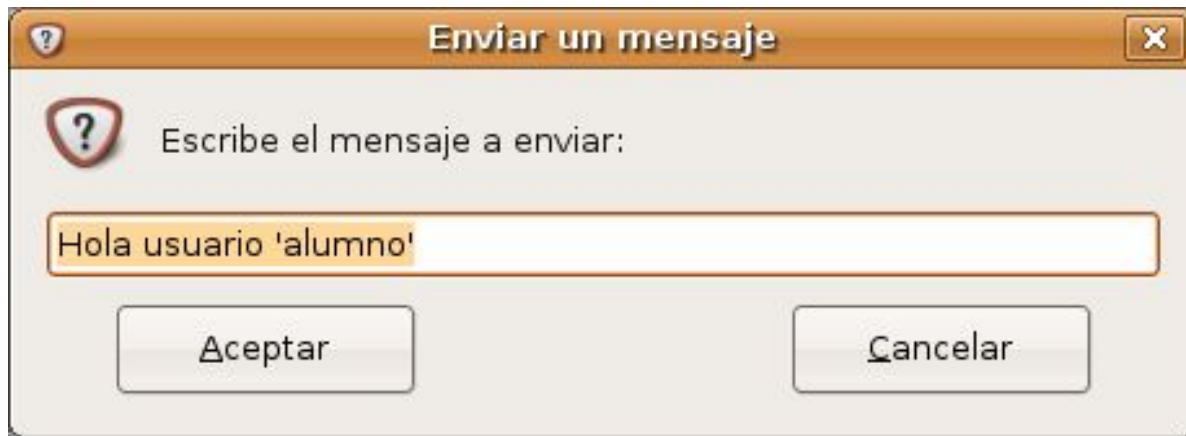 Enviar un mensaje
Escribe el mensaje a enviar:
Hola usuario 'alumno'
Aceptar
Cancelar